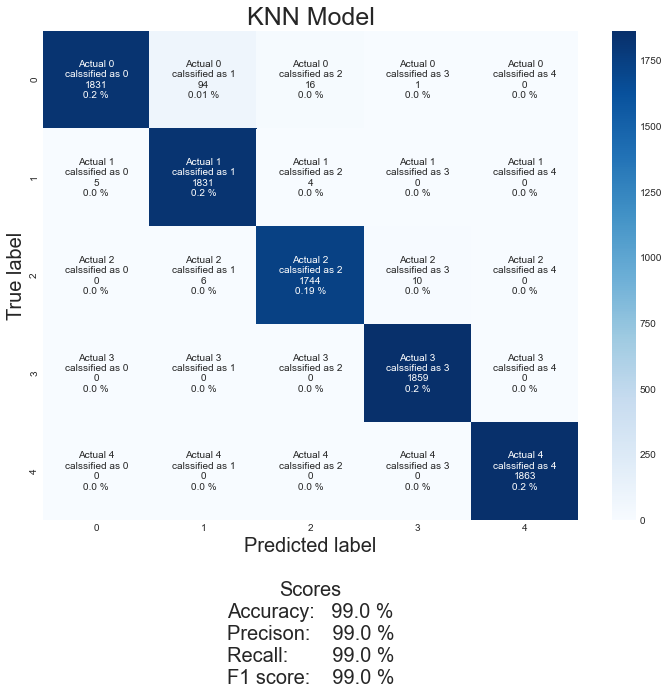 KNN Model
Actual 0 Actual 0 Actual 0 Actual 0 Actual 0
calssified as 0 calssified as 1 calssified as 2 calssified as 3 calssified as 4
1831 94 16 1 0
0.2 % 0.01 % 0.0 % 0.0 % 0.0 %
0
Actual 1 Actual 1 Actual 1 Actual 1 Actual 1
calssified as 0 calssified as 1 calssified as 2 calssified as 3 calssified as 4
5 1831 4 0 0
0.0 % 0.2 % 0.0 % 0.0 % 0.0 %
1
Actual 2 Actual 2 Actual 2 Actual 2 Actual 2
calssified as 0 calssified as 1 calssified as 2 calssified as 3 calssified as 4
0 6 1744 10 0
0.0 % 0.0 % 0.19 % 0.0 % 0.0 %
2
Actual 3 Actual 3 Actual 3 Actual 3 Actual 3
calssified as 0 calssified as 1 calssified as 2 calssified as 3 calssified as 4
0 0 0 1859 0
0.0 % 0.0 % 0.0 % 0.2 % 0.0 %
3
Actual 4 Actual 4 Actual 4 Actual 4 Actual 4
calssified as 0 calssified as 1 calssified as 2 calssified as 3 calssified as 4
0 0 0 0 1863
0.0 % 0.0 % 0.0 % 0.0 % 0.2 %
4
True label
0 1 2 3 4
Predicted label
1750
1500
1250
1000
750
500
250
0
Scores
Accuracy: 99.0 %
Precison: 99.0 %
Recall: 99.0 %
F1 score: 99.0 %